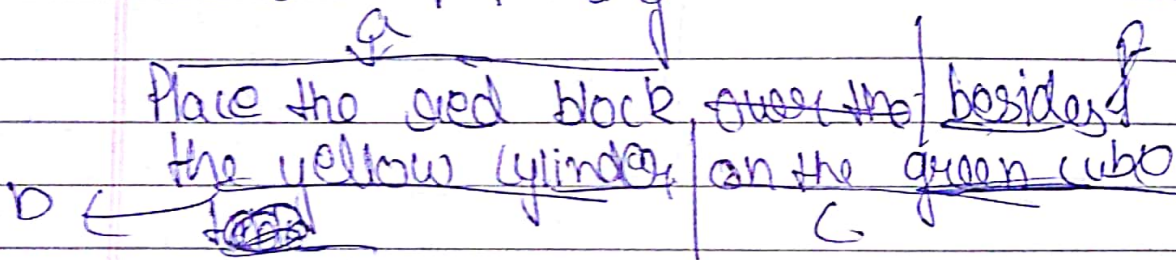 a
Place the red block, over the besides
the yellow cylinder, on the green cube
b
c